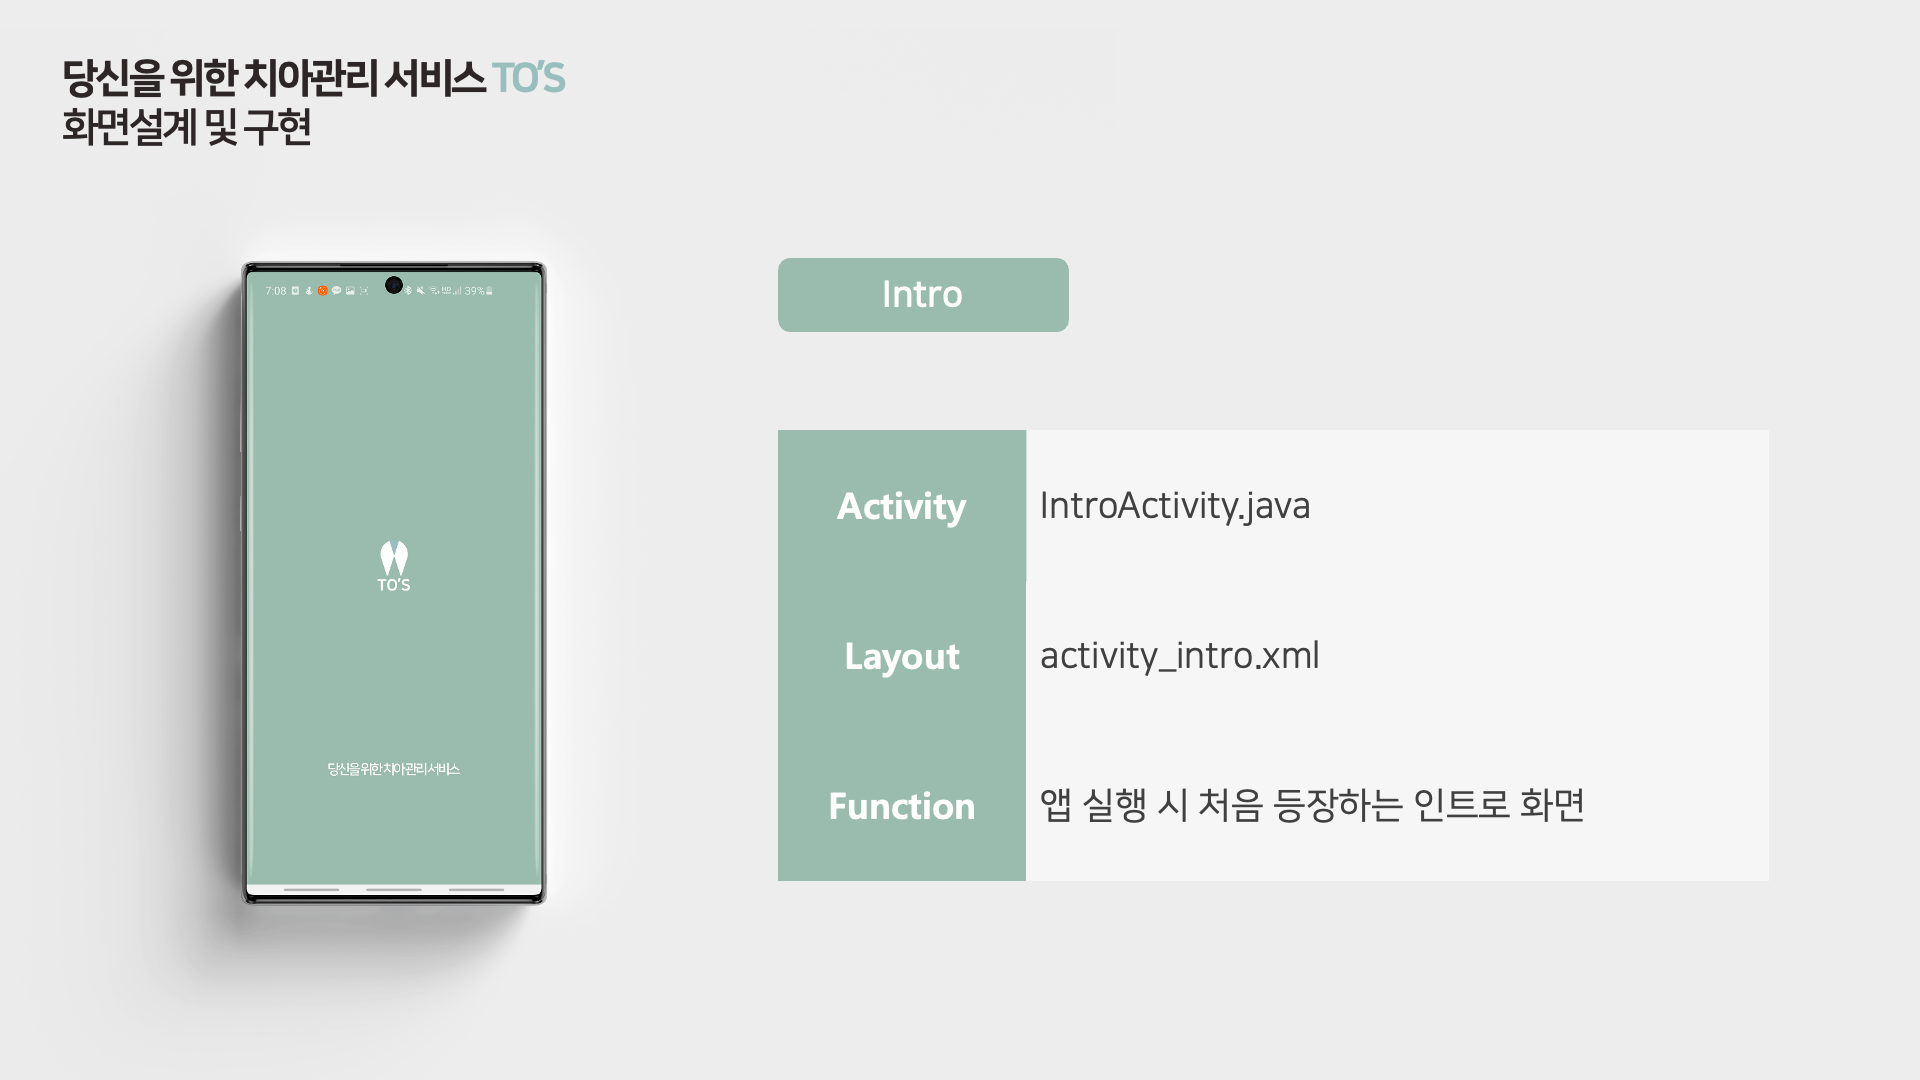 당신을 위한 치아관리 서비스 TO'S
화면설계 및 구현
7:08
39%
TO'S
당신을 위한 치아관리 서비스
Intro
Activity
IntroActivity.java
Layout
activity_intro.xml
Function
앱 실행 시 처음 등장하는 인트로 화면